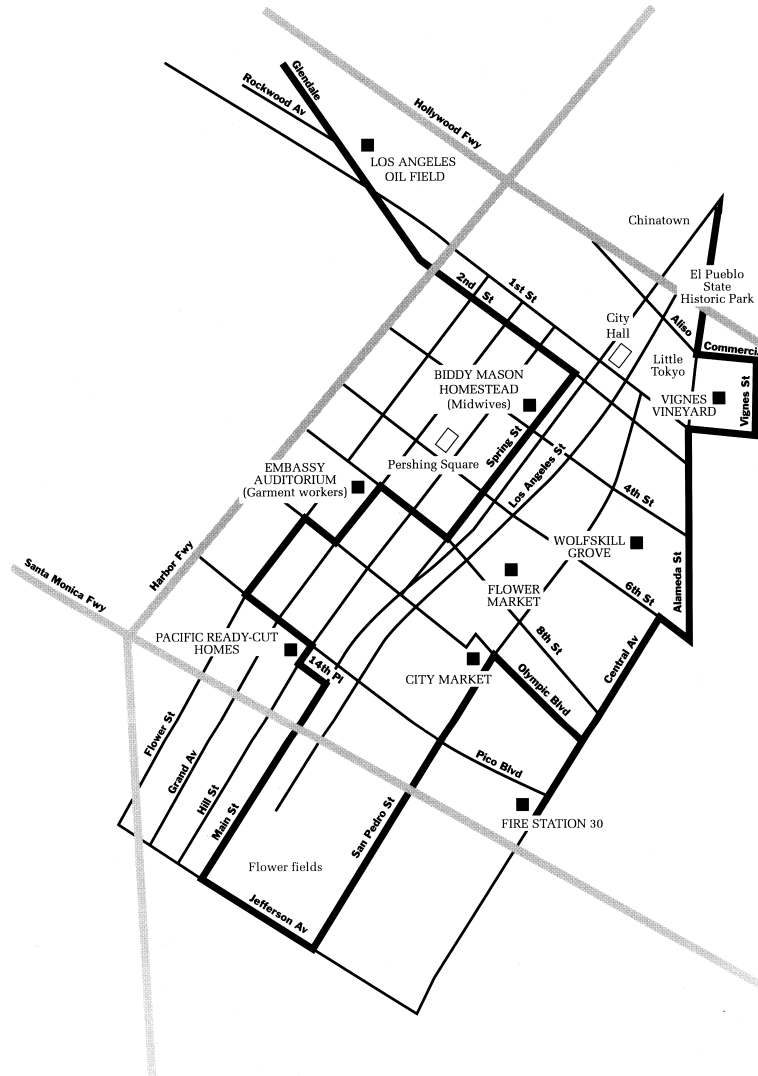 Glendale
Rockwood Av
Hollywood Fwy
LOS ANGELES
OIL FIELD
Chinatown
El Pueblo
State
Historic Park
2nd St
1st St
City
Hall
Aliso
Commercia
Little
Tokyo
BIDDY MASON
HOMESTEAD
(Midwives)
VIGNES
VINEYARD
Vignes St
Spring St
Pershing Square
Los Angeles St
EMBASSY
AUDITORIUM
(Garment workers)
4th St
WOLFSKILL
GROVE
Harbor Fwy
Santa Monica Fwy
FLOWER
MARKET
6th St
Alameda St
8th St
Central Av
PACIFIC READY-CUT
HOMES
14th Pl
CITY MARKET
Olympic Blvd
Flower St
Grand Av
Hill St
Main St
Pico Blvd
San Pedro St
FIRE STATION 30
Flower fields
Jefferson Av